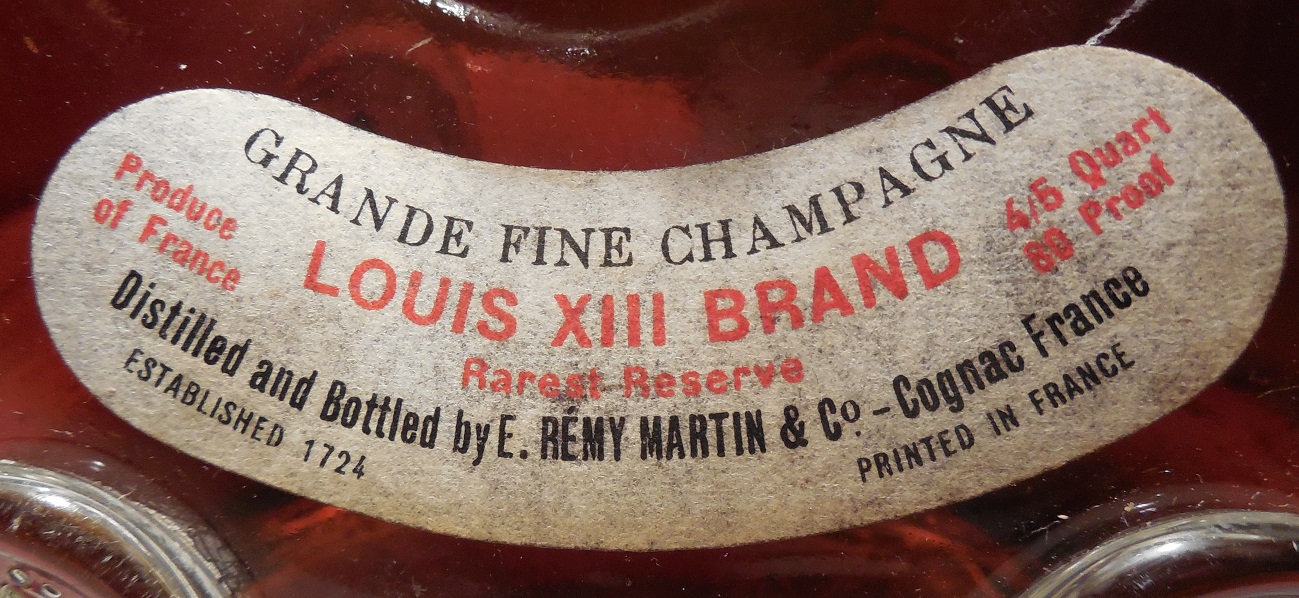 GRANDE FINE CHAMPAGNE
Produce
of France
4/5 Quart
80 Proof
LOUIS XIII BRAND
Rarest Reserve
Distilled and Bottled by E. RÉMY MARTIN & Co - Cognac France
ESTABLISHED 1724
PRINTED IN FRANCE